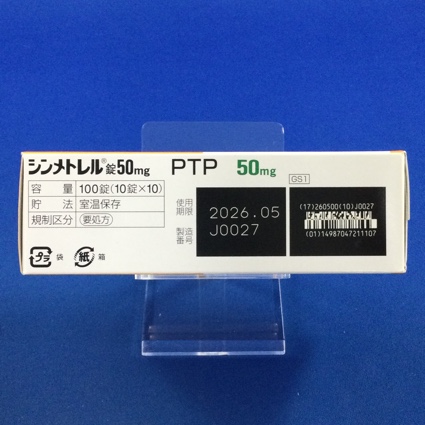 シンメトレル®錠50mg PTP 50mg
容量 100錠(10錠×10)
貯法 室温保存
規制区分 要処方
プラ 袋 紙 箱
使用期限 2026.05
製造番号 J0027
GS1
(17)260500(10)J0027
(01)14987047211107